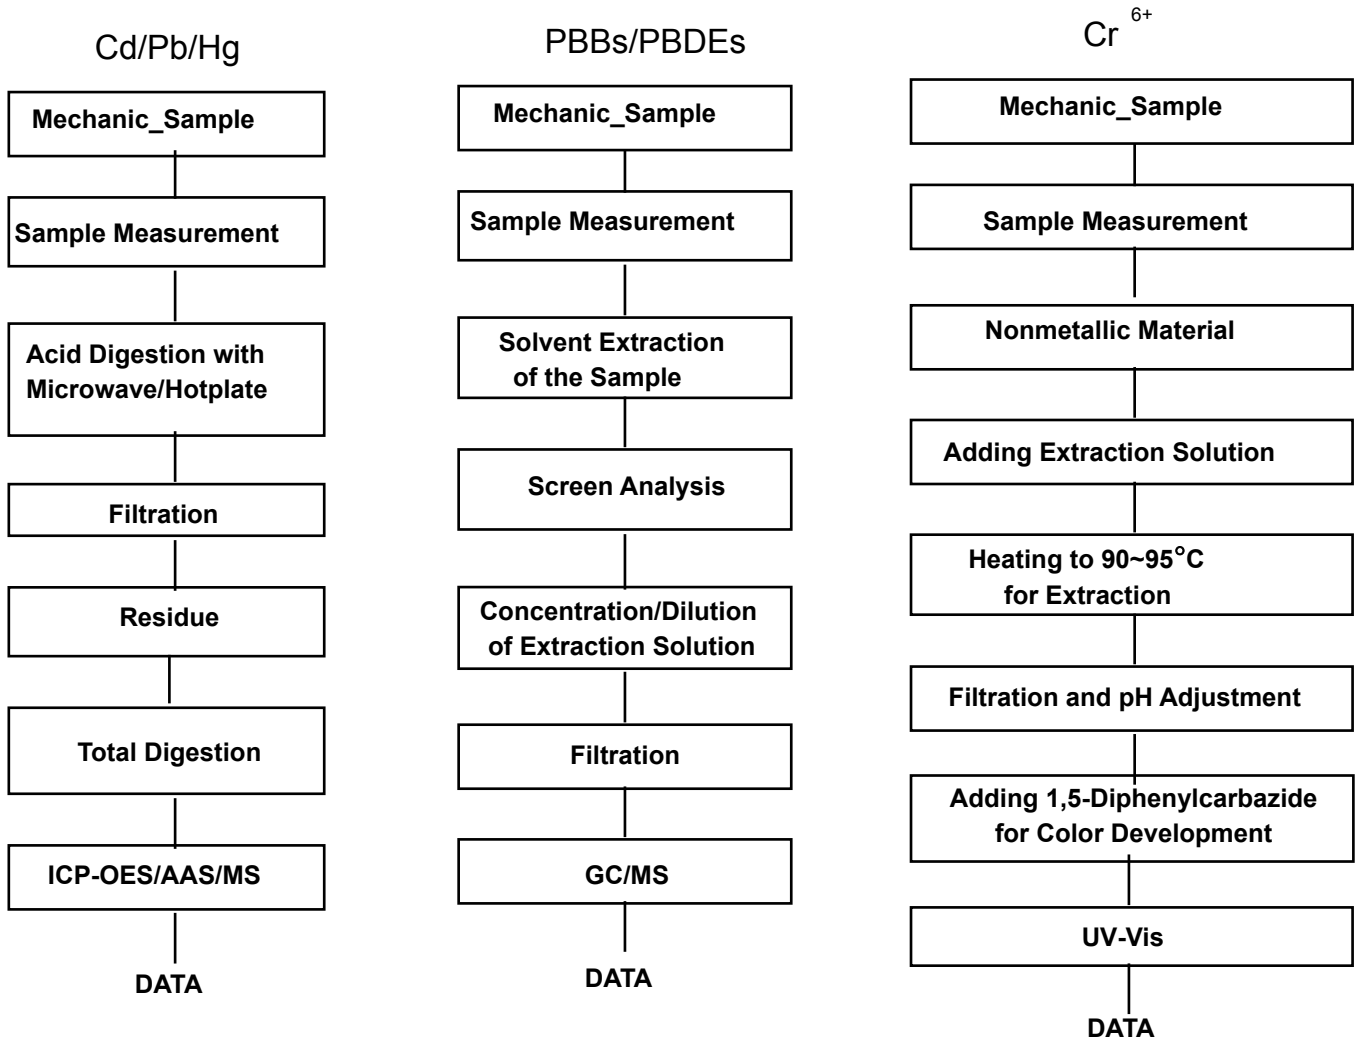 Cd/Pb/Hg
Mechanic_Sample
Sample Measurement
Acid Digestion with
Microwave/Hotplate
Filtration
Residue
Total Digestion
ICP-OES/AAS/MS
DATA
PBBs/PBDEs
Mechanic_Sample
Sample Measurement
Solvent Extraction
of the Sample
Screen Analysis
Concentration/Dilution
of Extraction Solution
Filtration
GC/MS
DATA
Cr 6+
Mechanic_Sample
Sample Measurement
Nonmetallic Material
Adding Extraction Solution
Heating to 90~95°C
for Extraction
Filtration and pH Adjustment
Adding 1,5-Diphenylcarbazide
for Color Development
UV-Vis
DATA